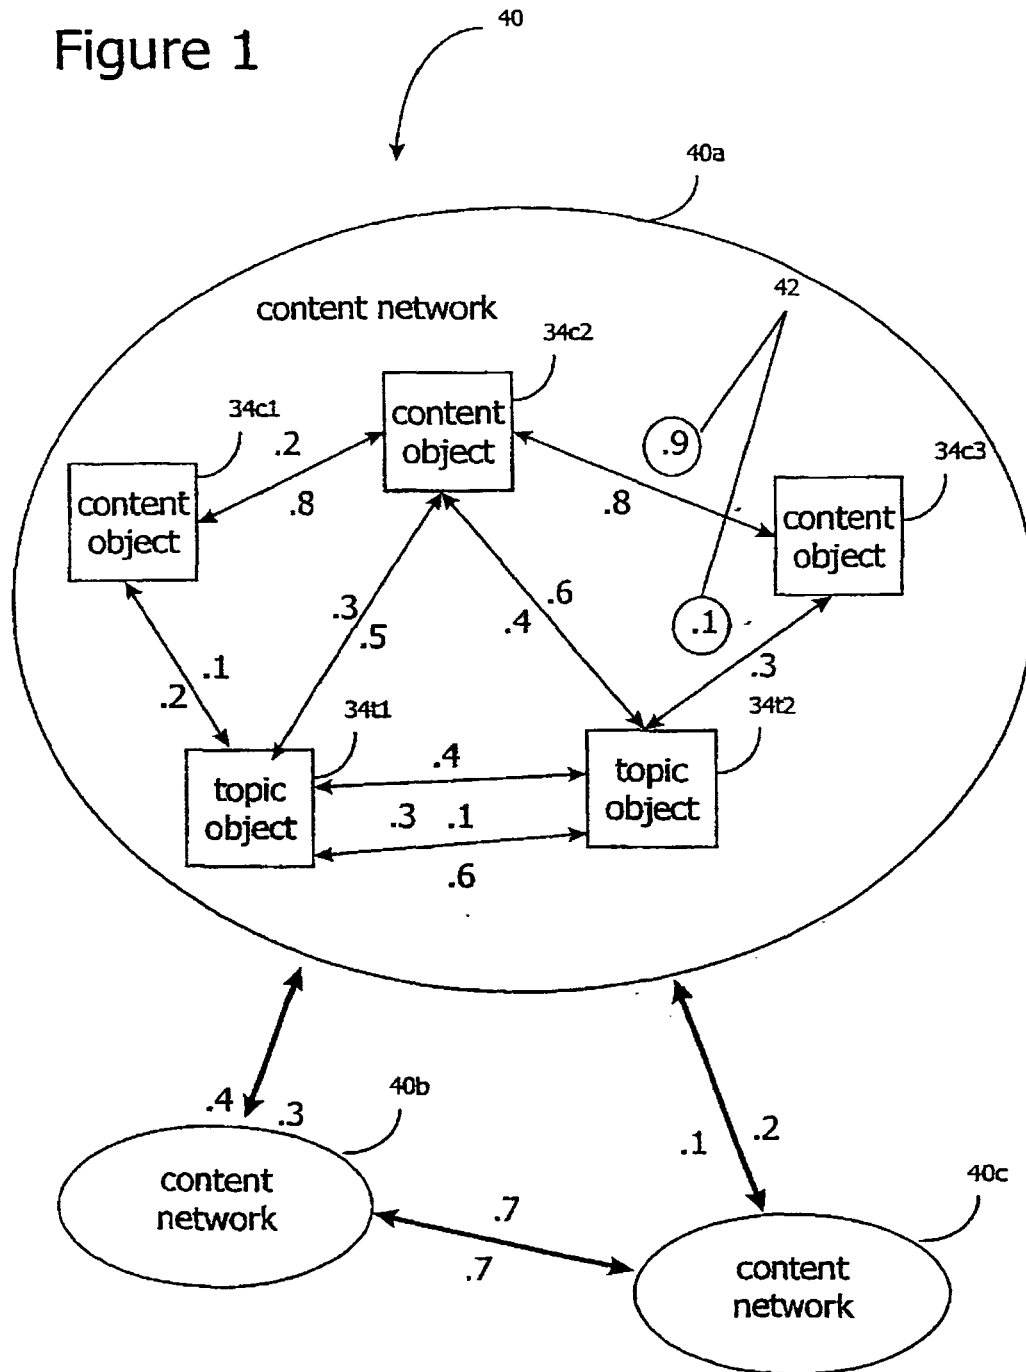 Figure 1
40
40a
42
content network
34c2
34c1
content
object
.2
.9
34c3
content
object
.8
.8
content
object
.3
.6
.1
.5
.4
.1
.3
.2
34t1
34t2
topic
object
.4
topic
object
.3 .1
.6
40b
.4
.3
.2
.1
content
network
40c
.7
.7
content
network